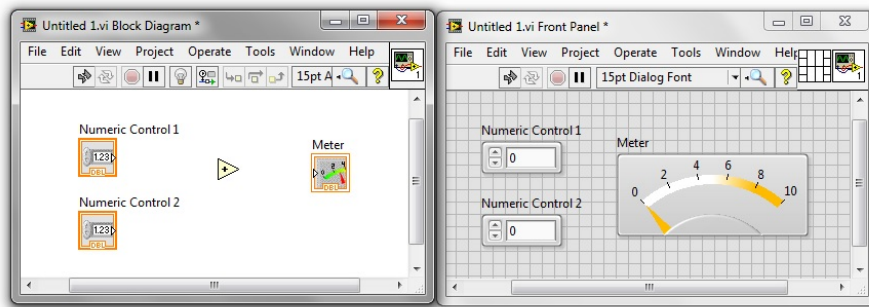 Untitled 1.vi Block Diagram *
File Edit View Project Operate Tools Window Help
15pt A
1
Numeric Control 1
1.23
DBL
Meter
DBL
Numeric Control 2
1.23
DBL
Untitled 1.vi Front Panel *
File Edit View Project Operate Tools Window Help
15pt Dialog Font
1
Numeric Control 1
0
Meter
0 2 4 6 8 10
Numeric Control 2
0